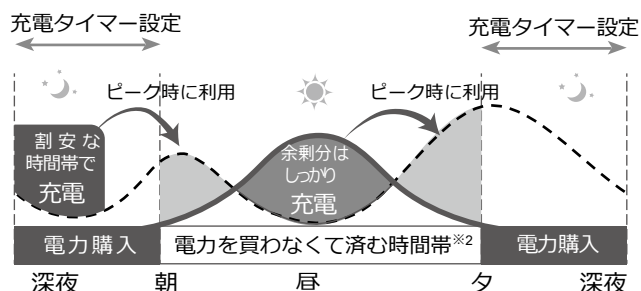 充電タイマー設定
充電タイマー設定
ピーク時に利用
ピーク時に利用
割安な
時間帯で
充電
余剰分は
しっかり
充電
電力購入
電力を買わなくて済む時間帯※2
電力購入
深夜
朝
昼
夕
深夜